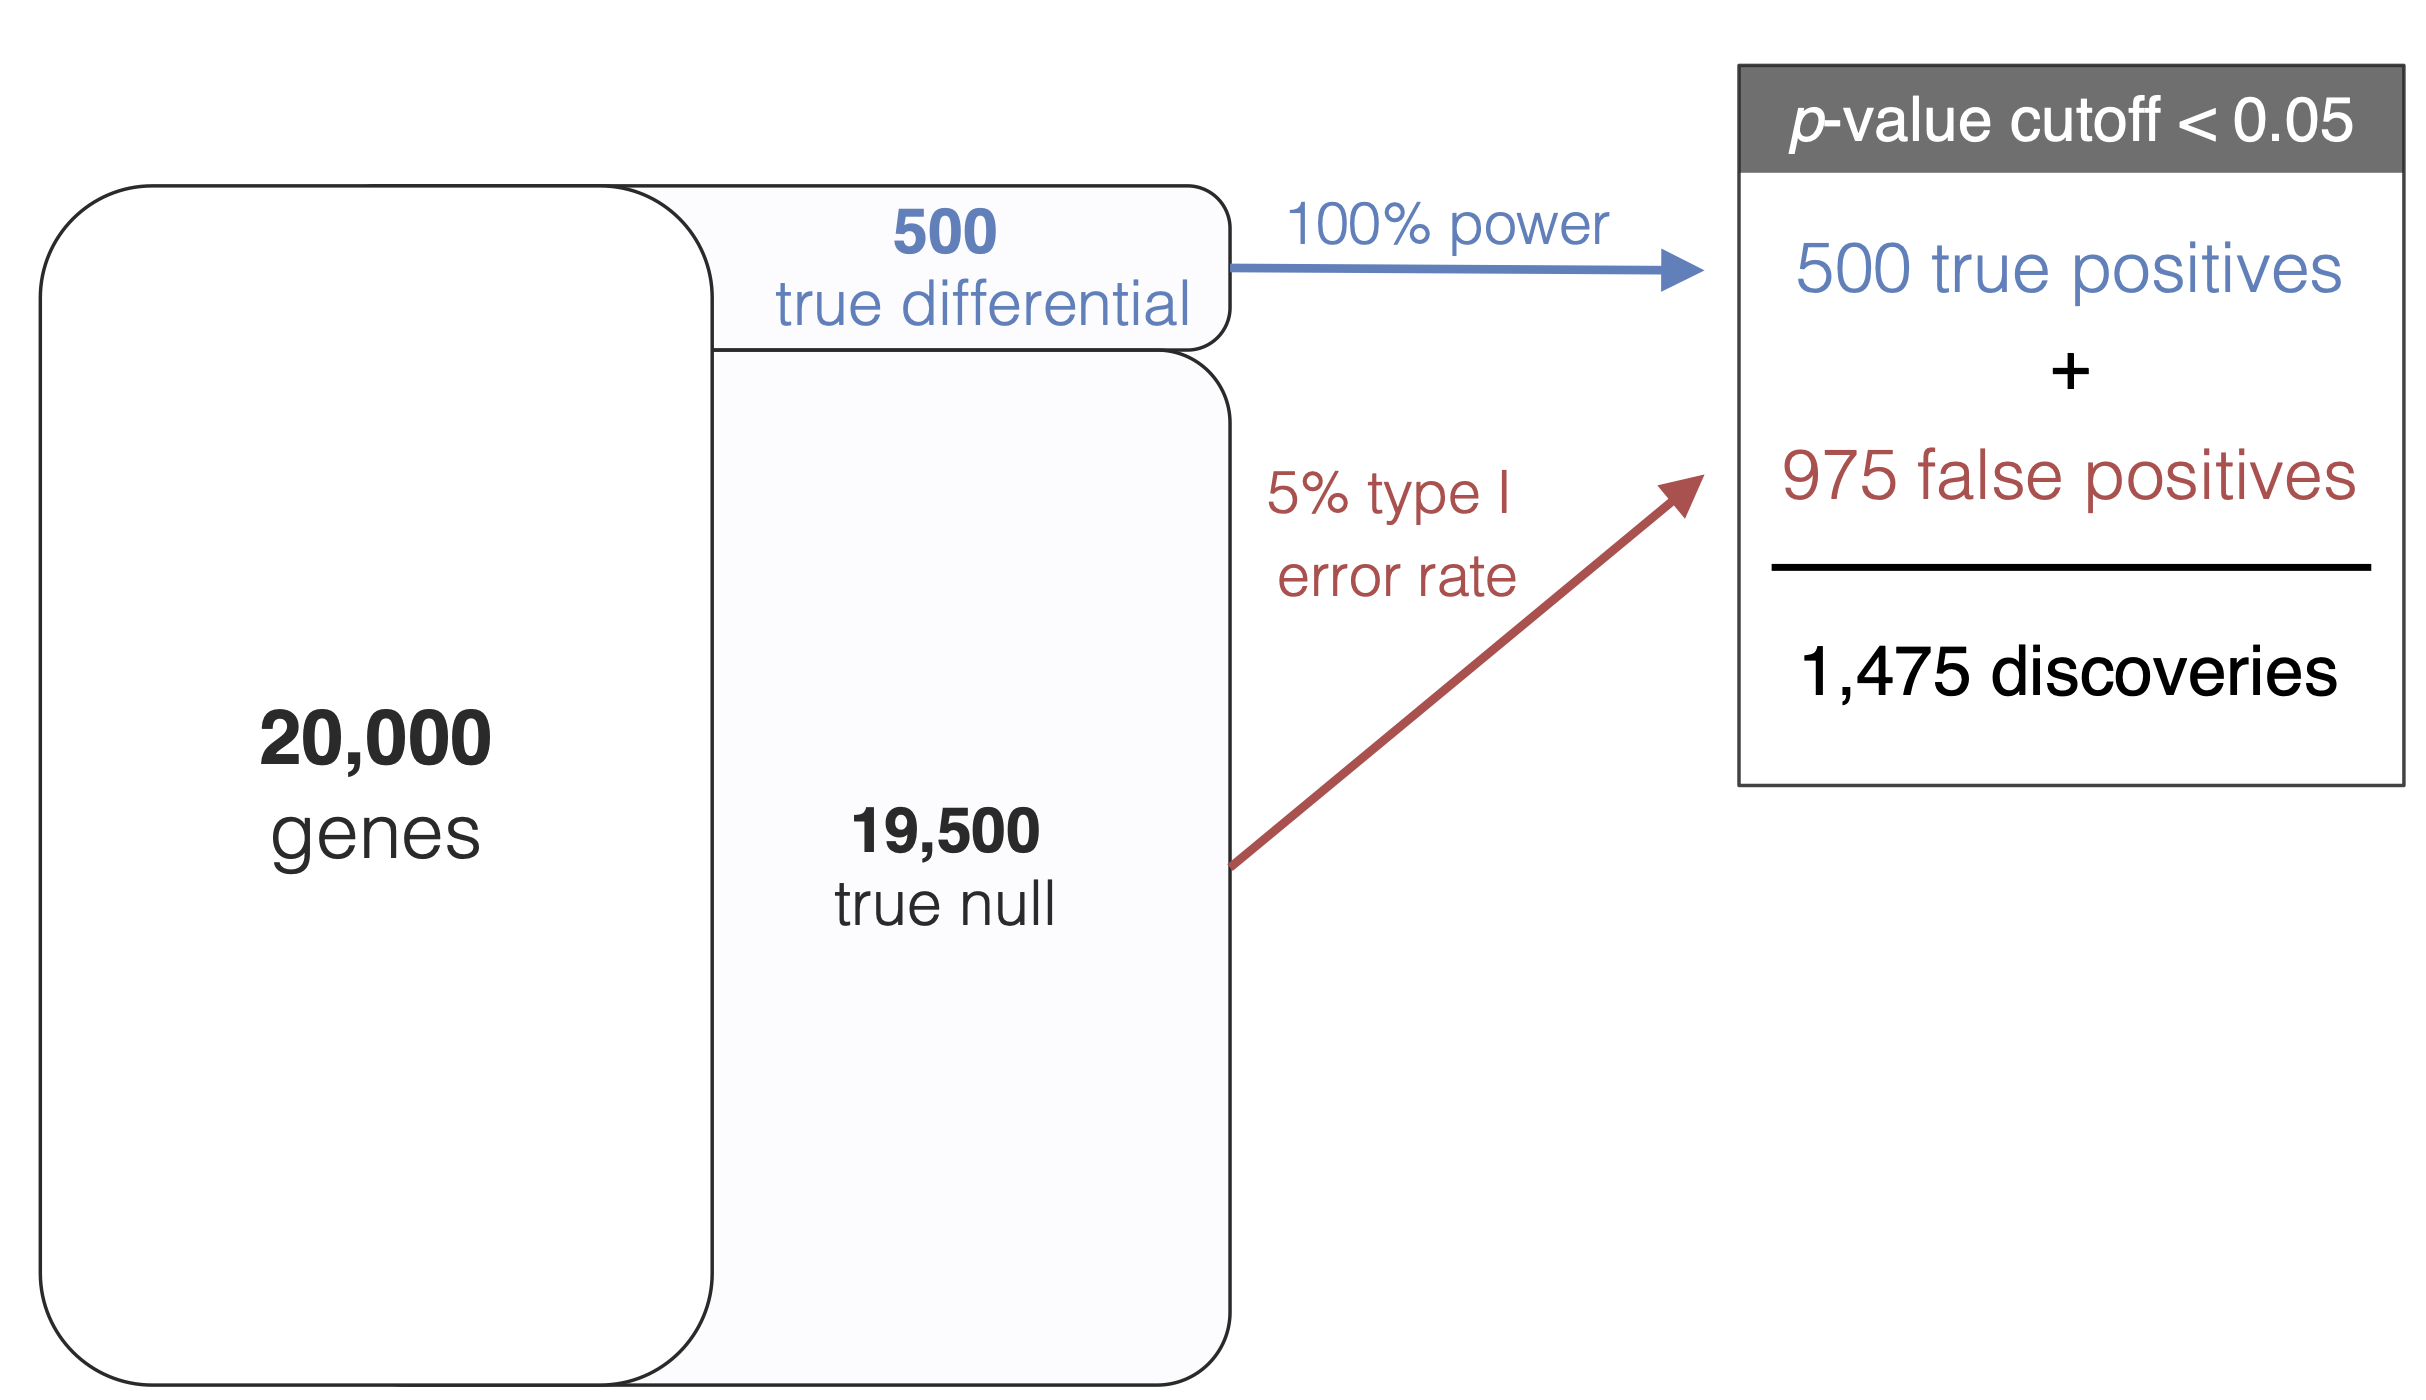 20,000
genes
500
true differential
19,500
true null
100% power
5% type I
error rate
p-value cutoff < 0.05
500 true positives
+
975 false positives
1,475 discoveries